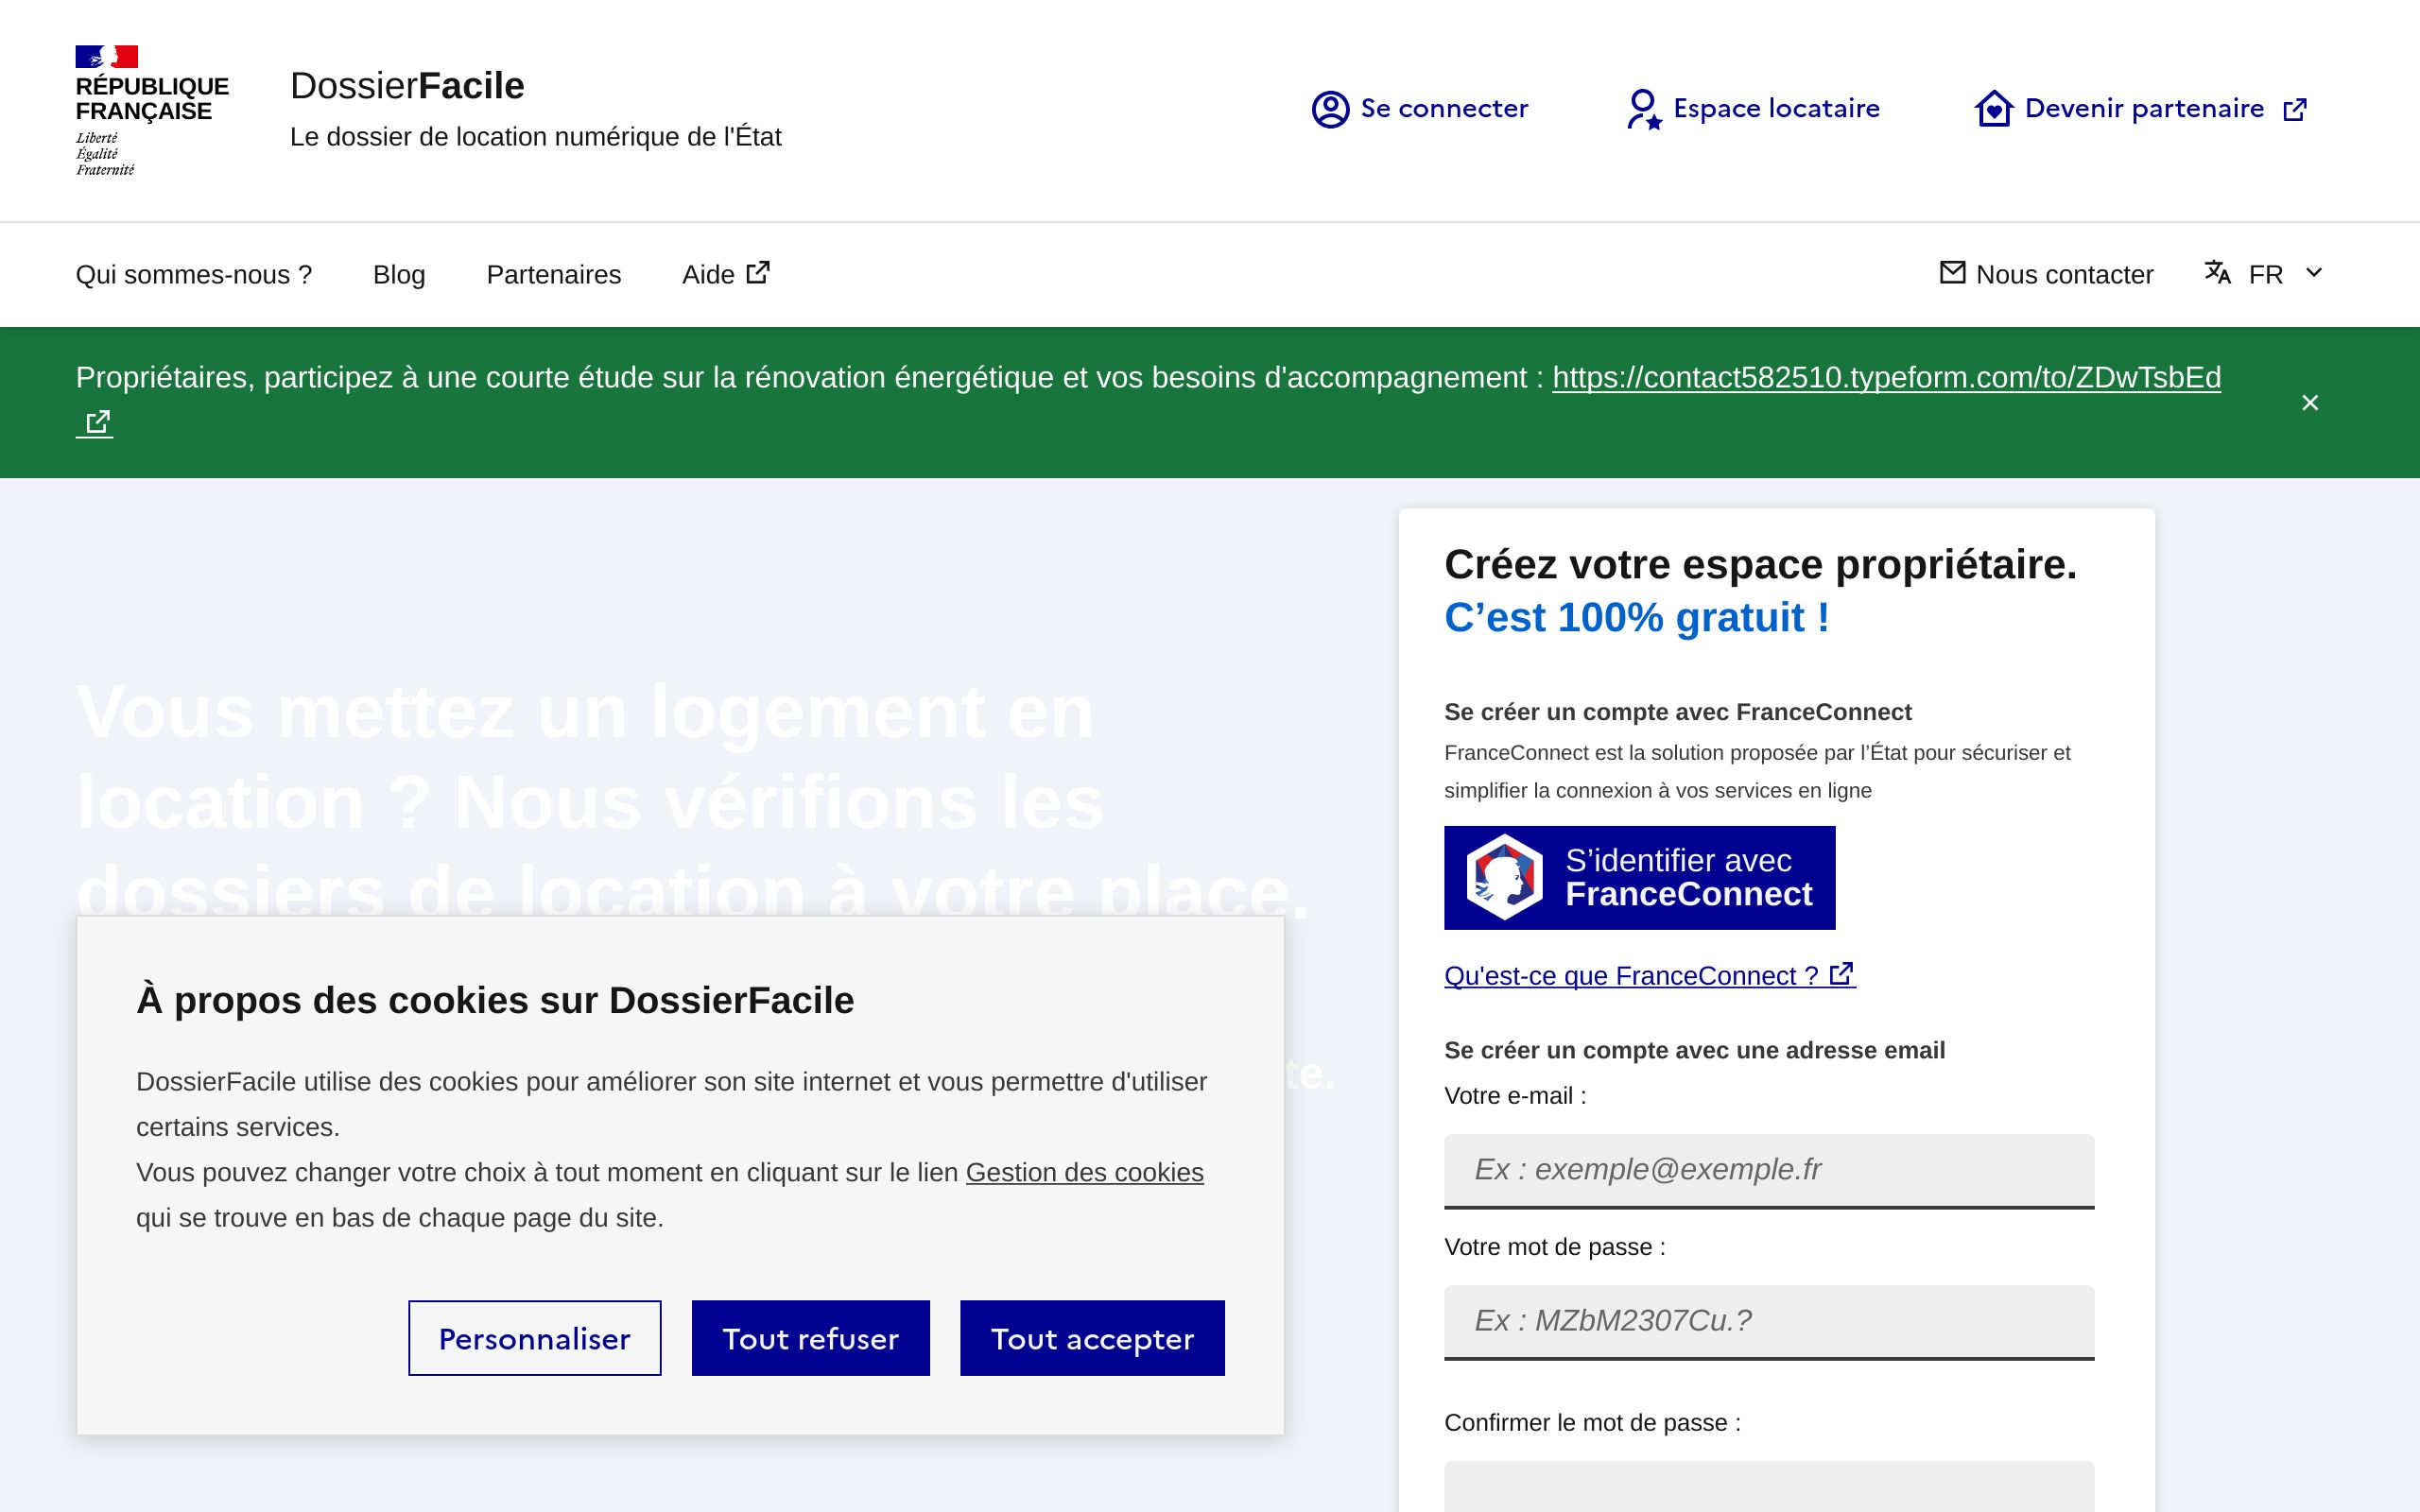 RÉPUBLIQUE
FRANÇAISE
Liberté
Égalité
Fraternité
DossierFacile
Le dossier de location numérique de l'État
Se connecter
Espace locataire
Devenir partenaire
Qui sommes-nous ?
Blog
Partenaires
Aide
Nous contacter
FR
Propriétaires, participez à une courte étude sur la rénovation énergétique et vos besoins d'accompagnement : https://contact582510.typeform.com/to/ZDwTsbEd
Vous mettez un logement en
location ? Nous vérifions les
dossiers de location à votre place.
te.
À propos des cookies sur DossierFacile
DossierFacile utilise des cookies pour améliorer son site internet et vous permettre d'utiliser
certains services.
Vous pouvez changer votre choix à tout moment en cliquant sur le lien Gestion des cookies
qui se trouve en bas de chaque page du site.
Personnaliser
Tout refuser
Tout accepter
Créez votre espace propriétaire.
C’est 100% gratuit !
Se créer un compte avec FranceConnect
FranceConnect est la solution proposée par l’État pour sécuriser et
simplifier la connexion à vos services en ligne
S’identifier avec
FranceConnect
Qu'est-ce que FranceConnect ?
Se créer un compte avec une adresse email
Votre e-mail :
Ex : exemple@exemple.fr
Votre mot de passe :
Ex : MZbM2307Cu.?
Confirmer le mot de passe :